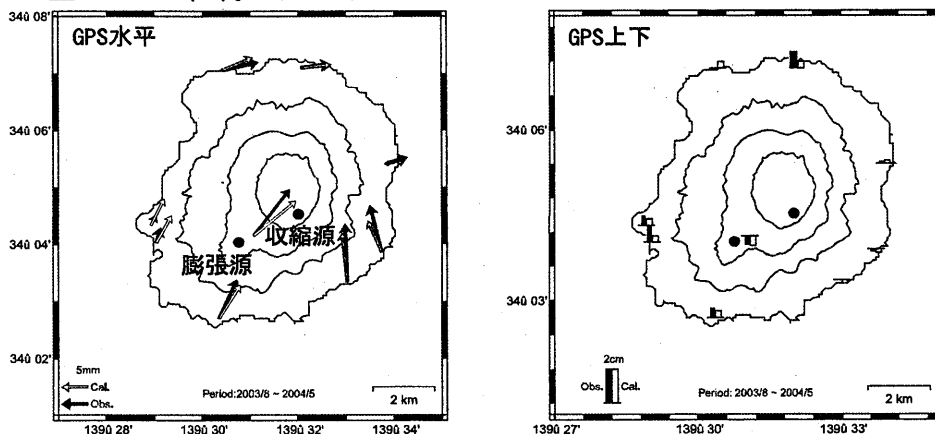 GPS水平
340 08'
340 06'
340 04'
340 02'
収縮源
膨張源
5mm
Cal.
Obs.
Period:2003/8 ~ 2004/5
2 km
1390 28'
1390 30'
1390 32'
1390 34'
GPS上下
340 06'
340 03'
2cm
Obs.
Cal.
Period:2003/8 ~ 2004/5
2 km
1390 27'
1390 30'
1390 33'